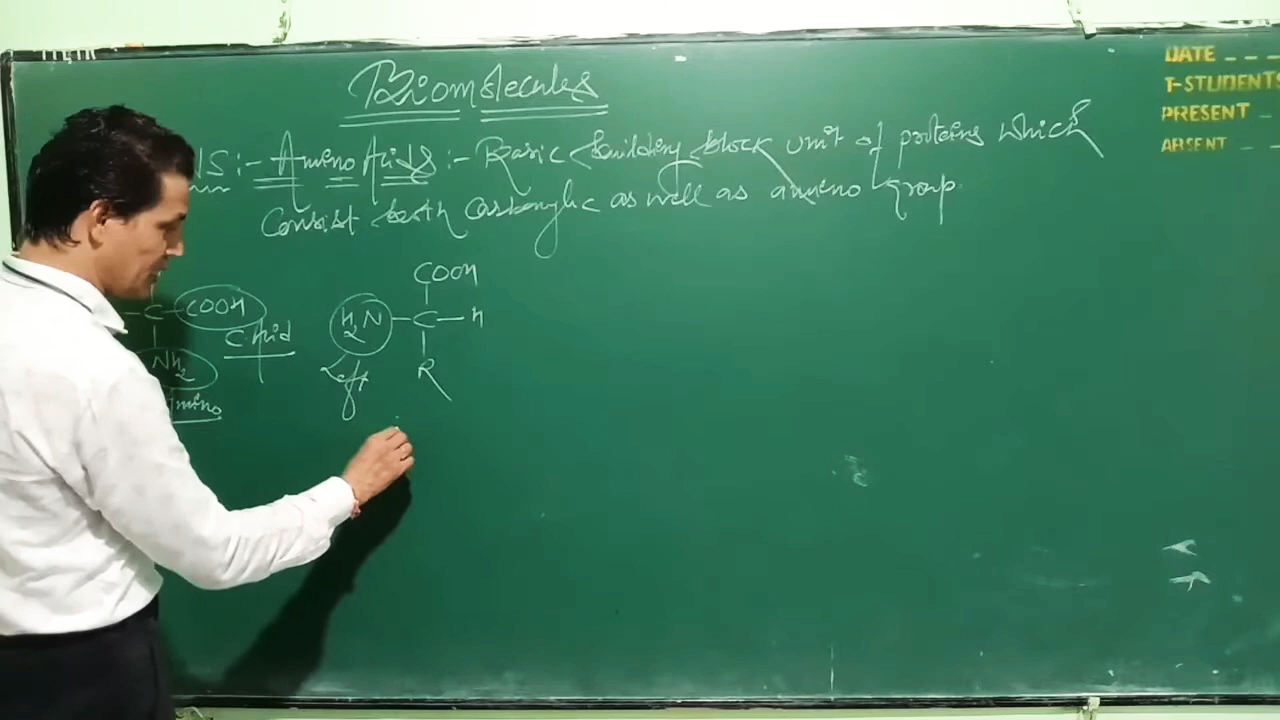 Biomolecules
DATE _ _ _
T-STUDENTS
PRESENT _
ABSENT _ _
NS:- Amino Acids:- Basic building block unit of proteins which
Consist both carboxylic as well as amino group.
C-COOH
C. Acid
NH2
Amino
COOH
H2N-C-H
Left
R